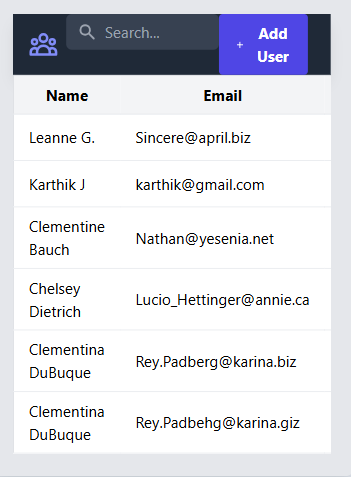 Search...
+ Add
User
Name Email
Leanne G. Sincere@april.biz
Karthik J karthik@gmail.com
Clementine
Bauch Nathan@yesenia.net
Chelsey
Dietrich Lucio_Hettinger@annie.ca
Clementina
DuBuque Rey.Padberg@karina.biz
Clementina
DuBuque Rey.Padbehg@karina.giz